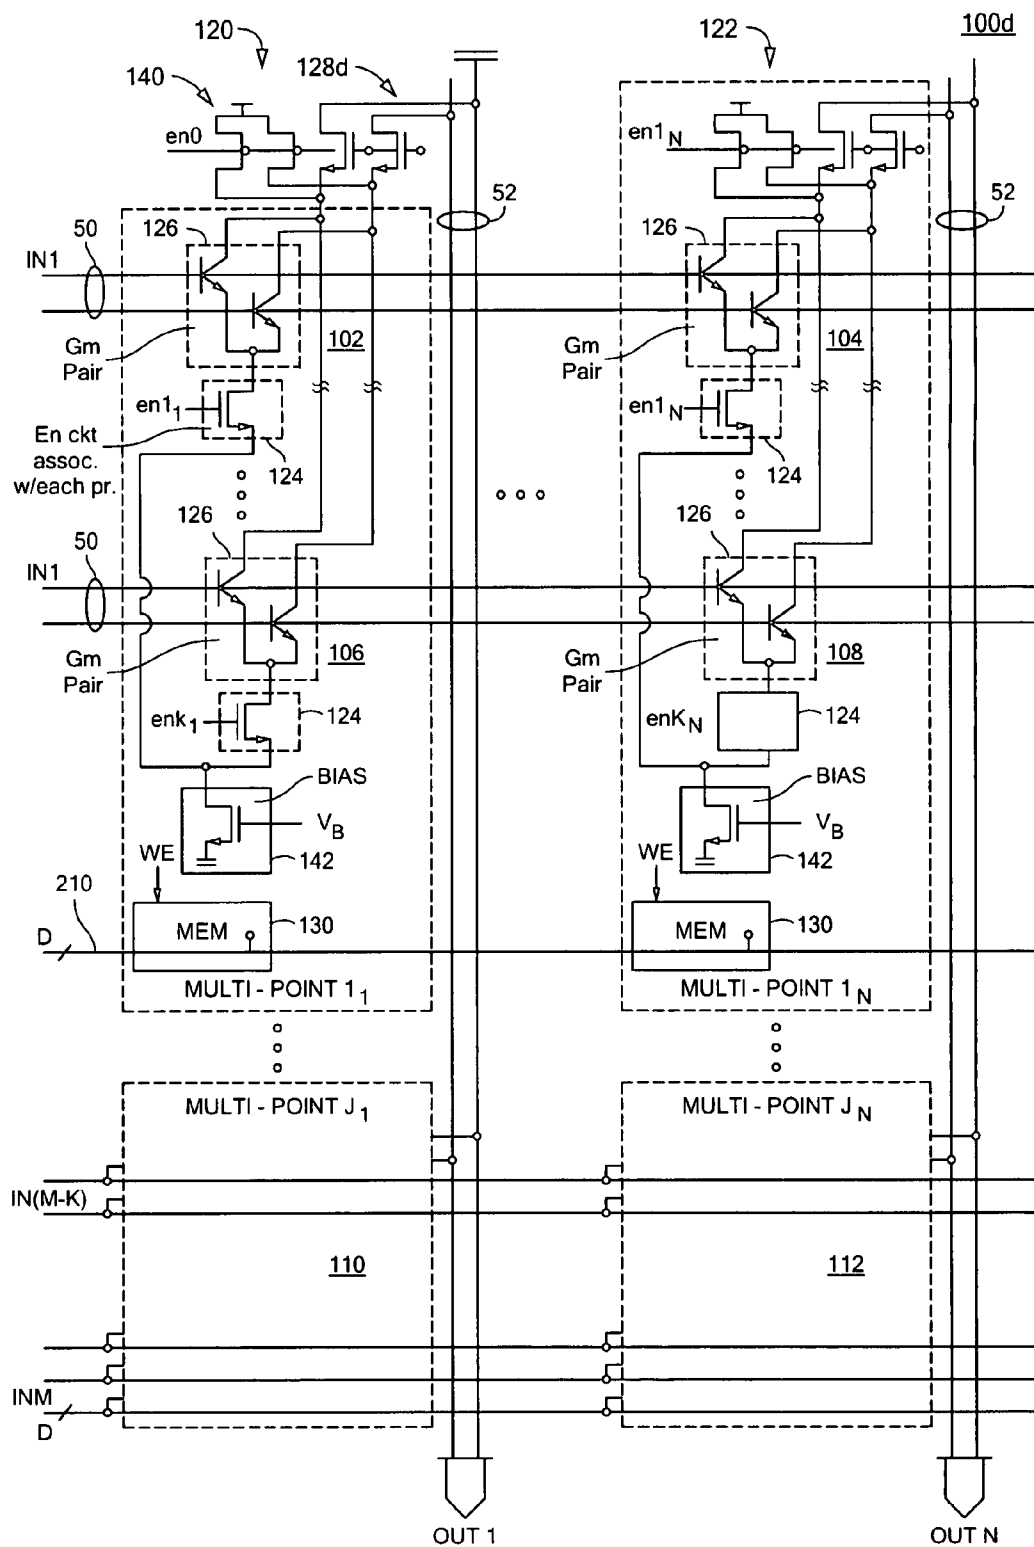 100d
120
122
140
128d
en0
en1N
52
52
50
126
126
IN1
Gm
Pair
102
Gm
Pair
104
en11
en1N
En ckt
assoc.
w/each pr.
124
124
126
126
50
IN1
Gm
Pair
106
Gm
Pair
108
enk1
124
enKN
124
BIAS
BIAS
VB
VB
WE
142
WE
142
210
D
MEM
130
MEM
130
MULTI - POINT 11
MULTI - POINT 1N
MULTI - POINT J1
MULTI - POINT JN
IN(M-K)
110
112
INM
D
OUT 1
OUT N